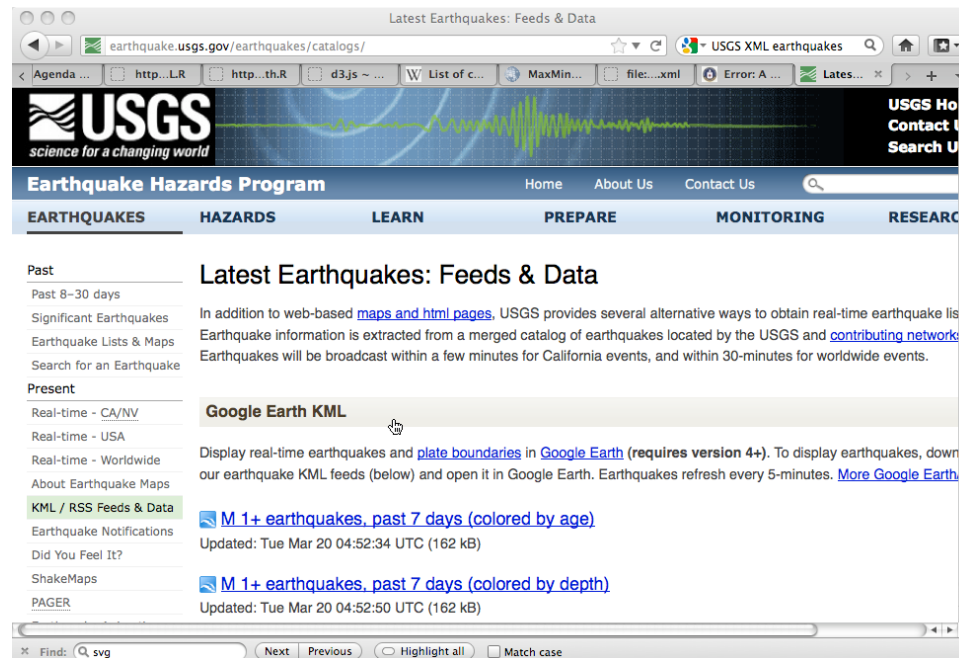 Latest Earthquakes: Feeds & Data
earthquake.usgs.gov/earthquakes/catalogs/
USGS XML earthquakes
Agenda ...
http...L.R
http...th.R
d3.js ~ ...
W List of c...
MaxMin...
file:....xml
Error: A ...
Lates...
USGS
science for a changing world
USGS Ho
Contact U
Search U
Earthquake Hazards Program
Home About Us Contact Us
EARTHQUAKES HAZARDS LEARN PREPARE MONITORING RESEARC
Past
Past 8–30 days
Significant Earthquakes
Earthquake Lists & Maps
Search for an Earthquake
Present
Real-time - CA/NV
Real-time - USA
Real-time - Worldwide
About Earthquake Maps
KML / RSS Feeds & Data
Earthquake Notifications
Did You Feel It?
ShakeMaps
PAGER
Latest Earthquakes: Feeds & Data
In addition to web-based maps and html pages, USGS provides several alternative ways to obtain real-time earthquake lis
Earthquake information is extracted from a merged catalog of earthquakes located by the USGS and contributing networks
Earthquakes will be broadcast within a few minutes for California events, and within 30-minutes for worldwide events.
Google Earth KML
Display real-time earthquakes and plate boundaries in Google Earth (requires version 4+). To display earthquakes, down
our earthquake KML feeds (below) and open it in Google Earth. Earthquakes refresh every 5-minutes. More Google Earth
M 1+ earthquakes, past 7 days (colored by age)
Updated: Tue Mar 20 04:52:34 UTC (162 kB)
M 1+ earthquakes, past 7 days (colored by depth)
Updated: Tue Mar 20 04:52:50 UTC (162 kB)
Find: svg Next Previous Highlight all Match case